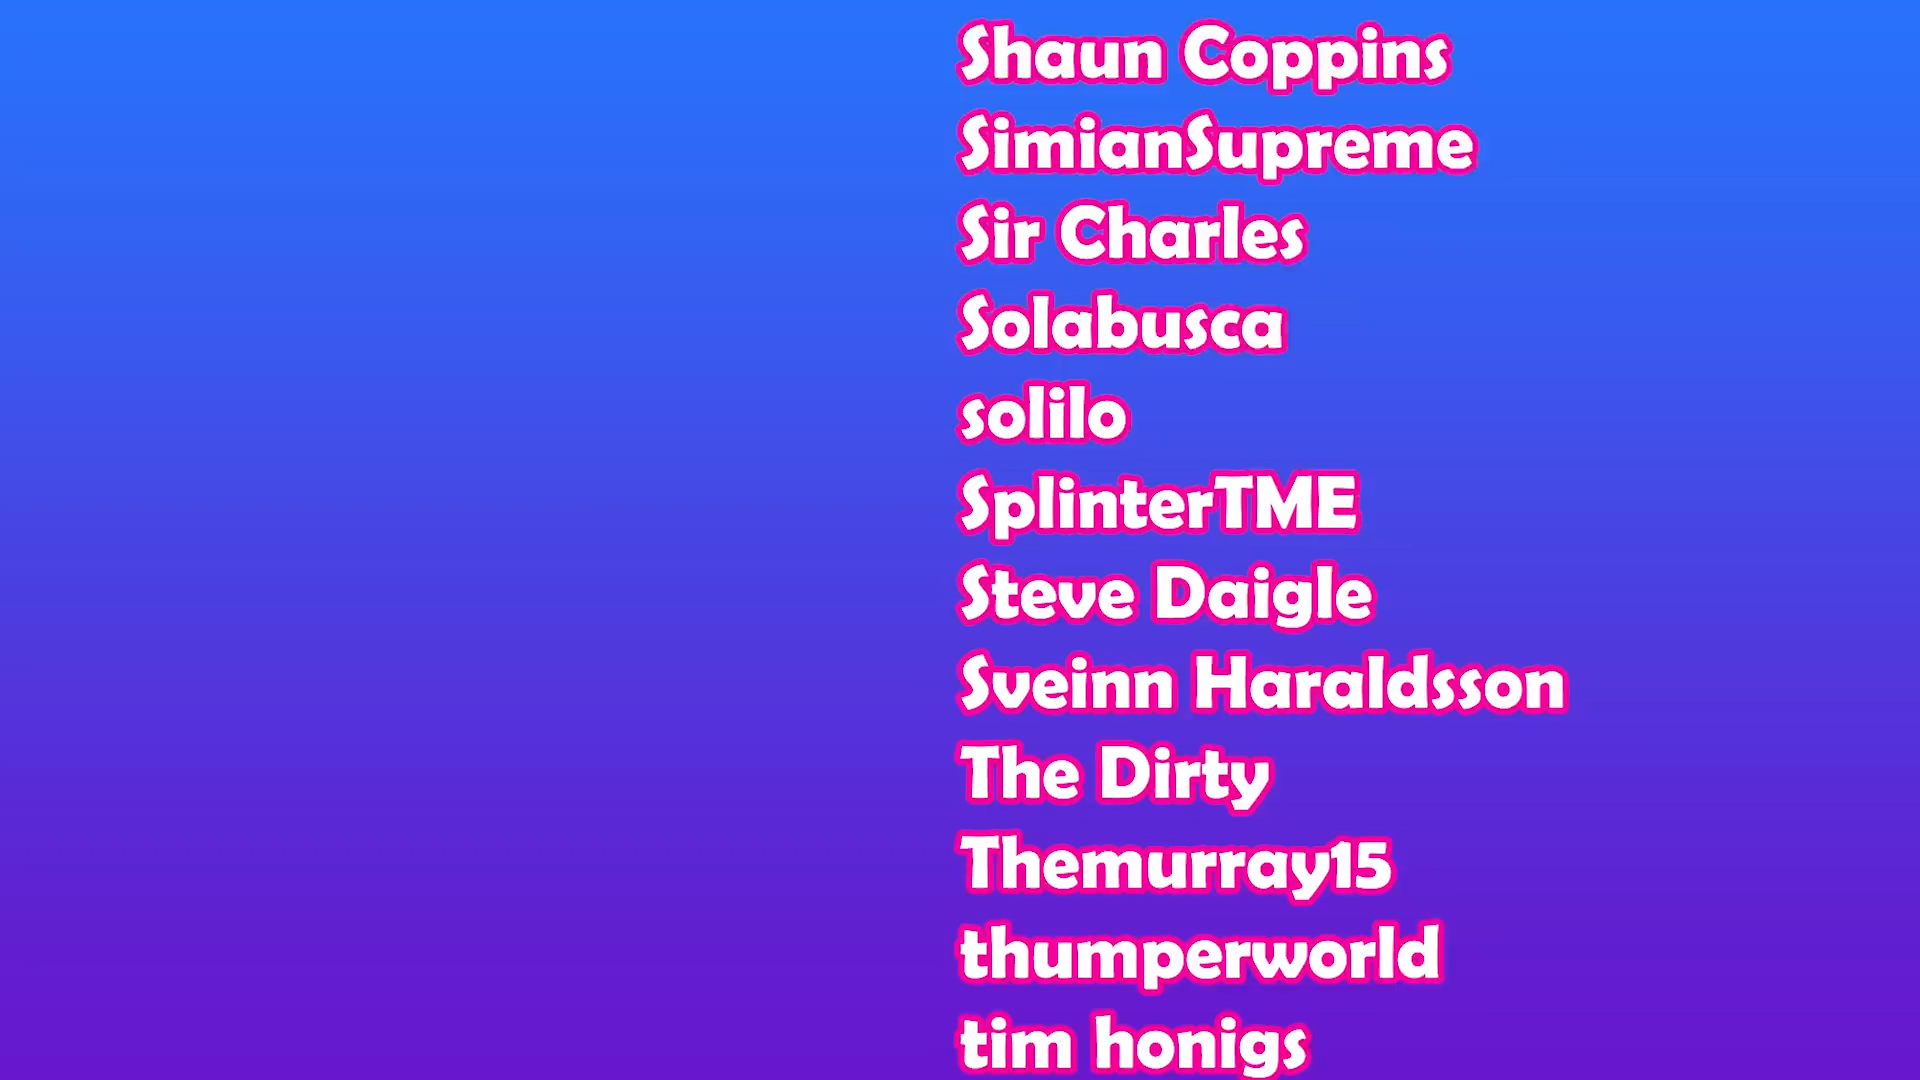 Shaun Coppins
SimianSupreme
Sir Charles
Solabusca
solilo
SplinterTME
Steve Daigle
Sveinn Haraldsson
The Dirty
Themurray15
thumperworld
tim honigs